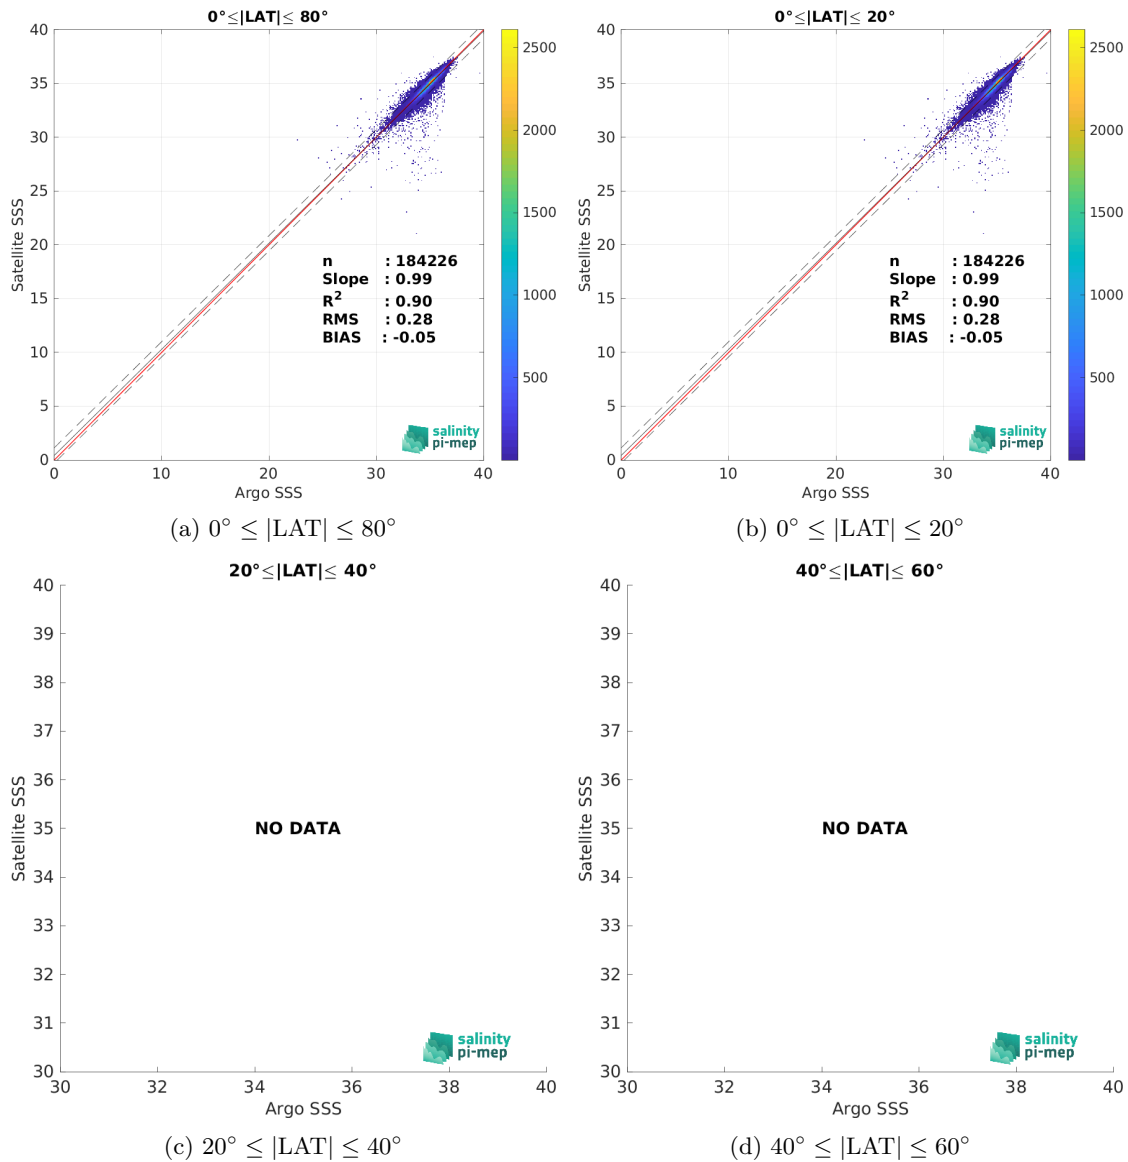 0°≤|LAT|≤ 80°
40
35
30
25
20
15
10
5
0
Satellite SSS
n : 184226
Slope : 0.99
R² : 0.90
RMS : 0.28
BIAS : -0.05
salinity
pi-mep
0 10 20 30 40
Argo SSS
2500
2000
1500
1000
500
(a) 0° ≤ |LAT| ≤ 80°
0°≤|LAT|≤ 20°
40
35
30
25
20
15
10
5
0
Satellite SSS
n : 184226
Slope : 0.99
R² : 0.90
RMS : 0.28
BIAS : -0.05
salinity
pi-mep
0 10 20 30 40
Argo SSS
2500
2000
1500
1000
500
(b) 0° ≤ |LAT| ≤ 20°
20°≤|LAT|≤ 40°
40
39
38
37
36
35
34
33
32
31
30
Satellite SSS
NO DATA
salinity
pi-mep
30 32 34 36 38 40
Argo SSS
(c) 20° ≤ |LAT| ≤ 40°
40°≤|LAT|≤ 60°
40
39
38
37
36
35
34
33
32
31
30
Satellite SSS
NO DATA
salinity
pi-mep
30 32 34 36 38 40
Argo SSS
(d) 40° ≤ |LAT| ≤ 60°